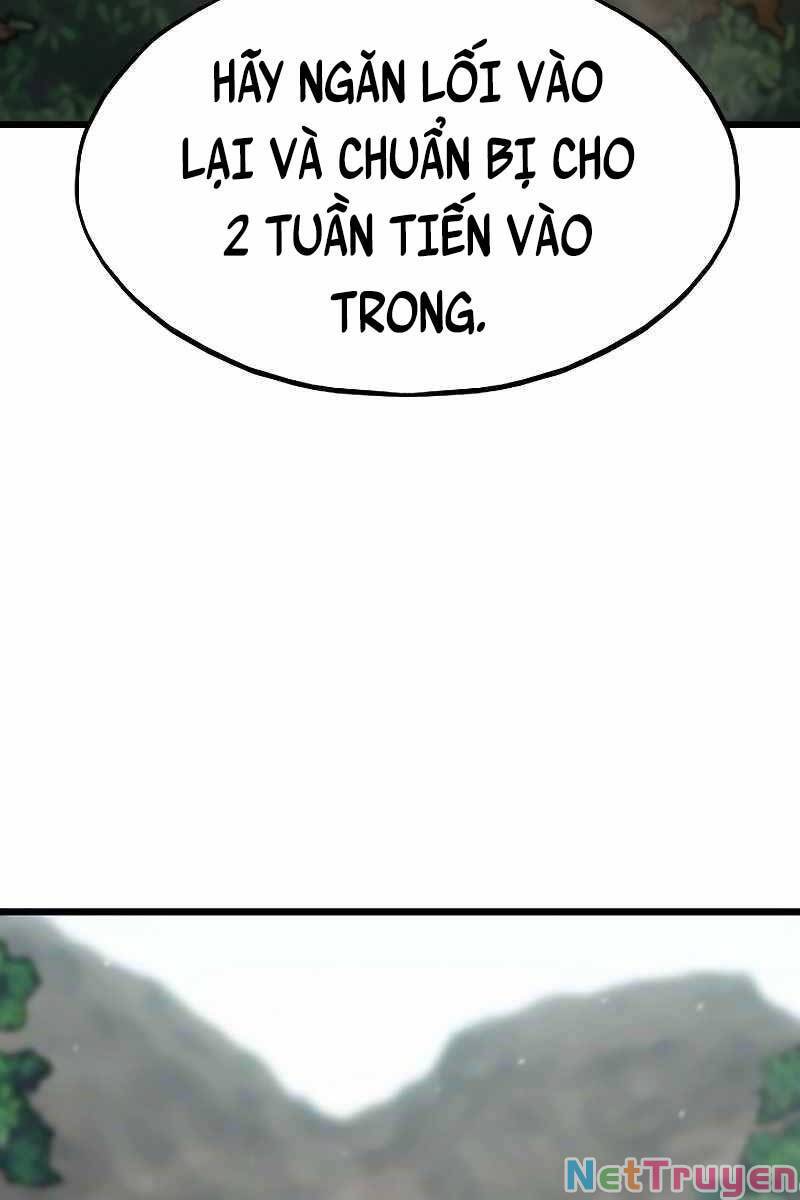 HÃY NGĂN LỐI VÀO
LẠI VÀ CHUẨN BỊ CHO
2 TUẦN TIẾN VÀO
TRONG.
NetTruyen